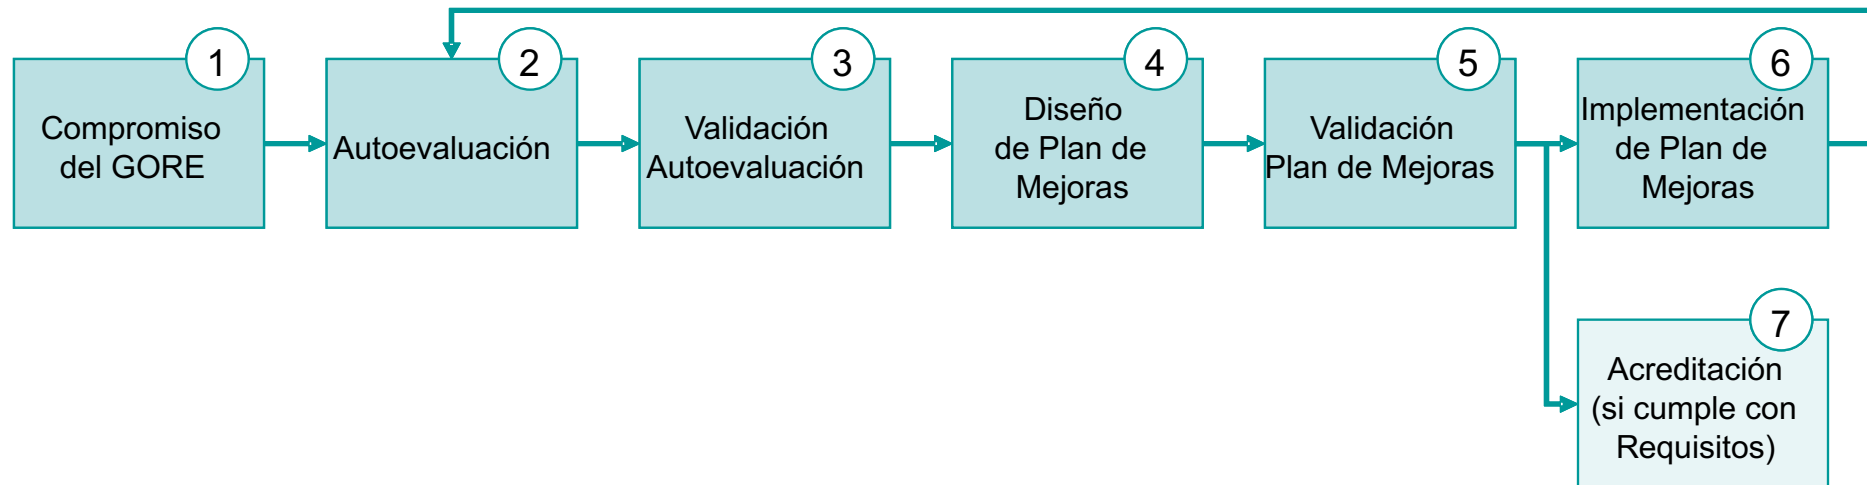 1
Compromiso
del GORE
2
Autoevaluación
3
Validación
Autoevaluación
4
Diseño
de Plan de
Mejoras
5
Validación
Plan de Mejoras
6
Implementación
de Plan de
Mejoras
7
Acreditación
(si cumple con
Requisitos)